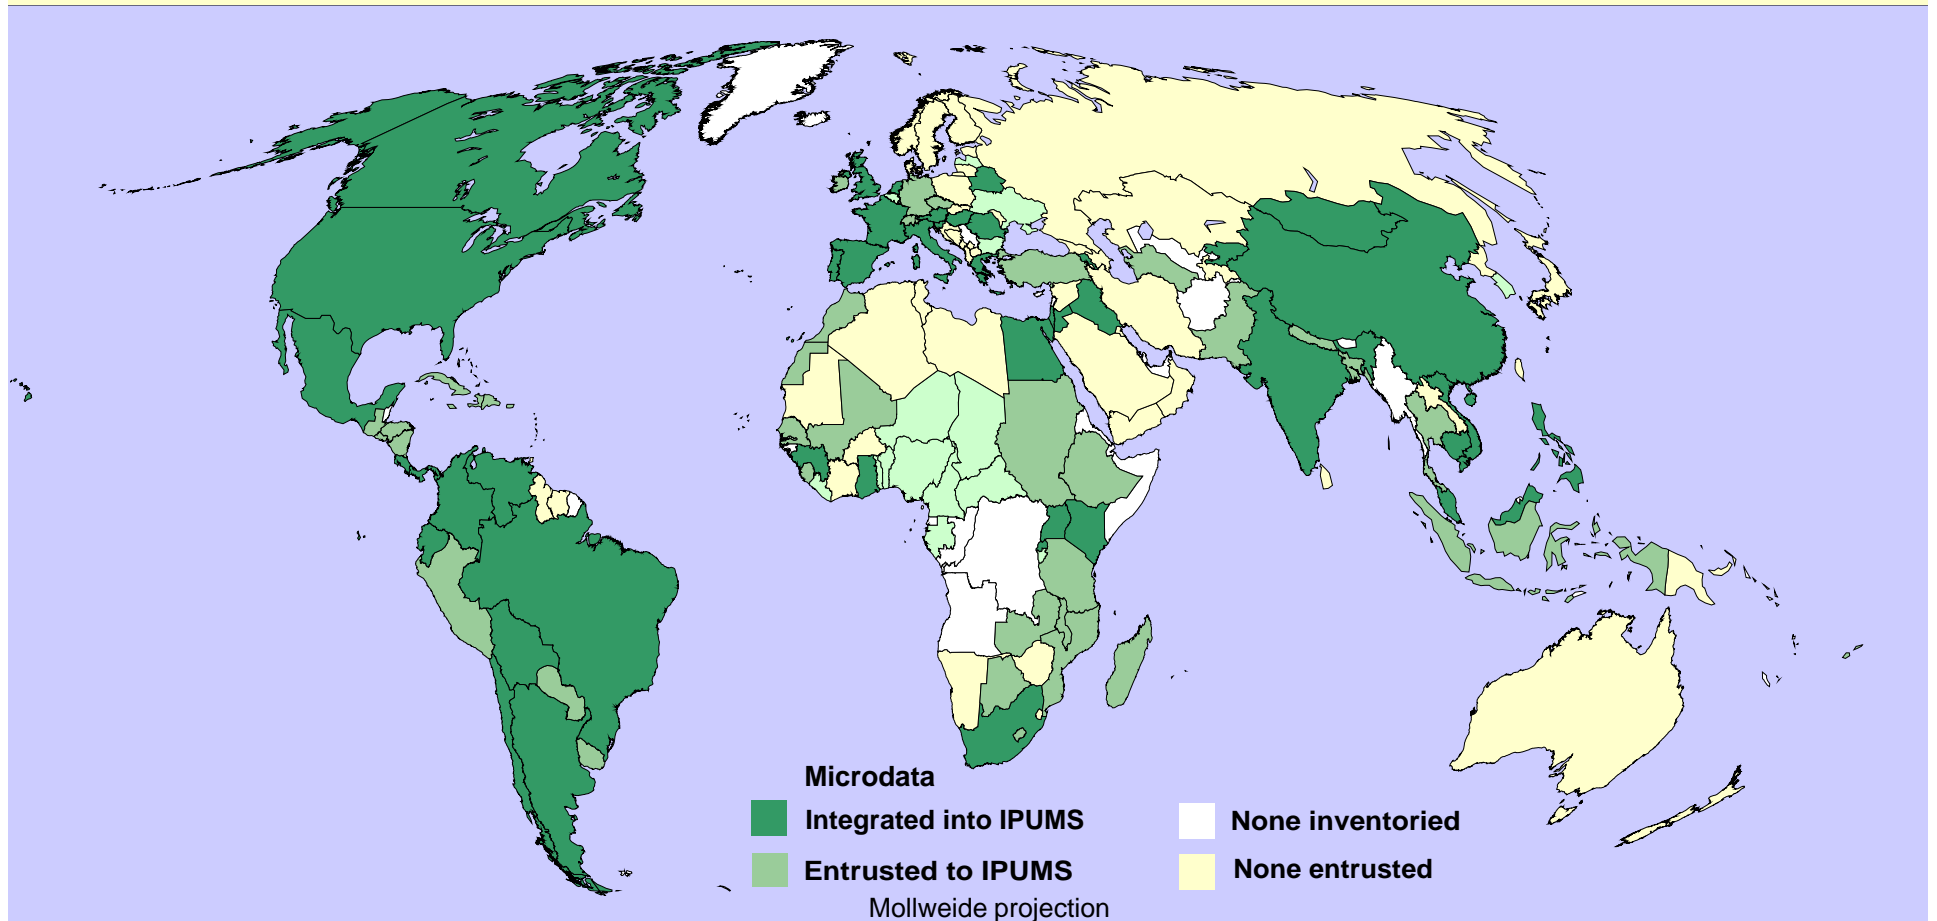 Microdata
Integrated into IPUMS
None inventoried
Entrusted to IPUMS
None entrusted
Mollweide projection